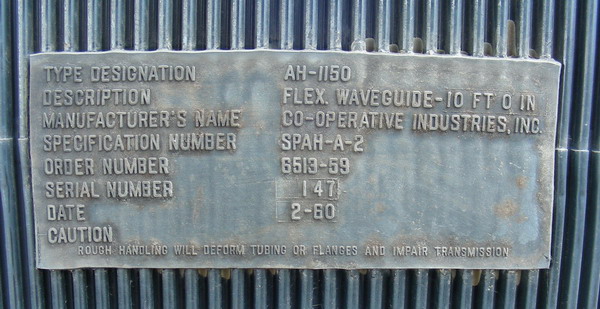 TYPE DESIGNATION AH-1150
DESCRIPTION FLEX. WAVEGUIDE-10 FT 0 IN
MANUFACTURER'S NAME CO-OPERATIVE INDUSTRIES, INC.
SPECIFICATION NUMBER SPAH-A-2
ORDER NUMBER 6513-59
SERIAL NUMBER 147
DATE 2-60
CAUTION
ROUGH HANDLING WILL DEFORM TUBING OR FLANGES AND IMPAIR TRANSMISSION